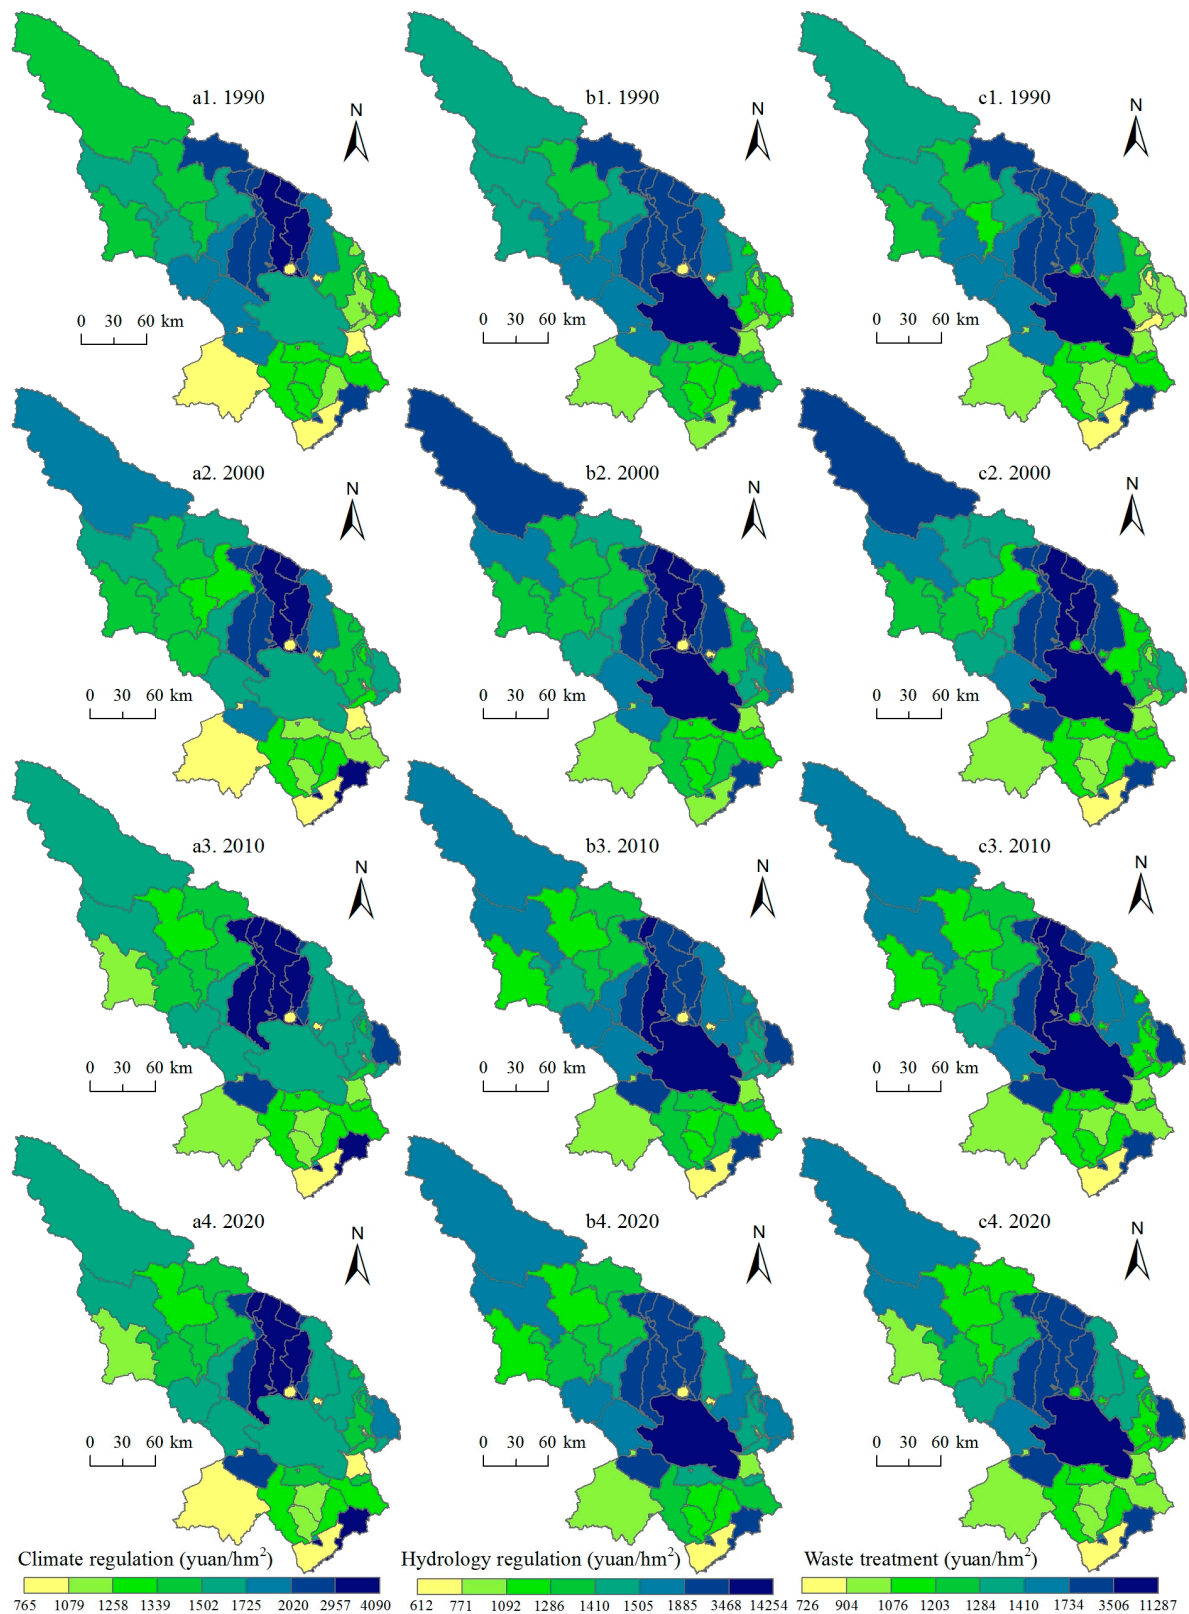 a1. 1990
b1. 1990
c1. 1990
N
N
N
0 30 60 km
0 30 60 km
0 30 60 km
a2. 2000
b2. 2000
c2. 2000
N
N
N
0 30 60 km
0 30 60 km
0 30 60 km
a3. 2010
b3. 2010
c3. 2010
N
N
N
0 30 60 km
0 30 60 km
0 30 60 km
a4. 2020
b4. 2020
c4. 2020
N
N
N
0 30 60 km
0 30 60 km
0 30 60 km
Climate regulation (yuan/hm²)
765 1079 1258 1339 1502 1725 2020 2957 4090
Hydrology regulation (yuan/hm²)
612 771 1092 1286 1410 1505 1885 3468 14254
Waste treatment (yuan/hm²)
726 904 1076 1203 1284 1410 1734 3506 11287